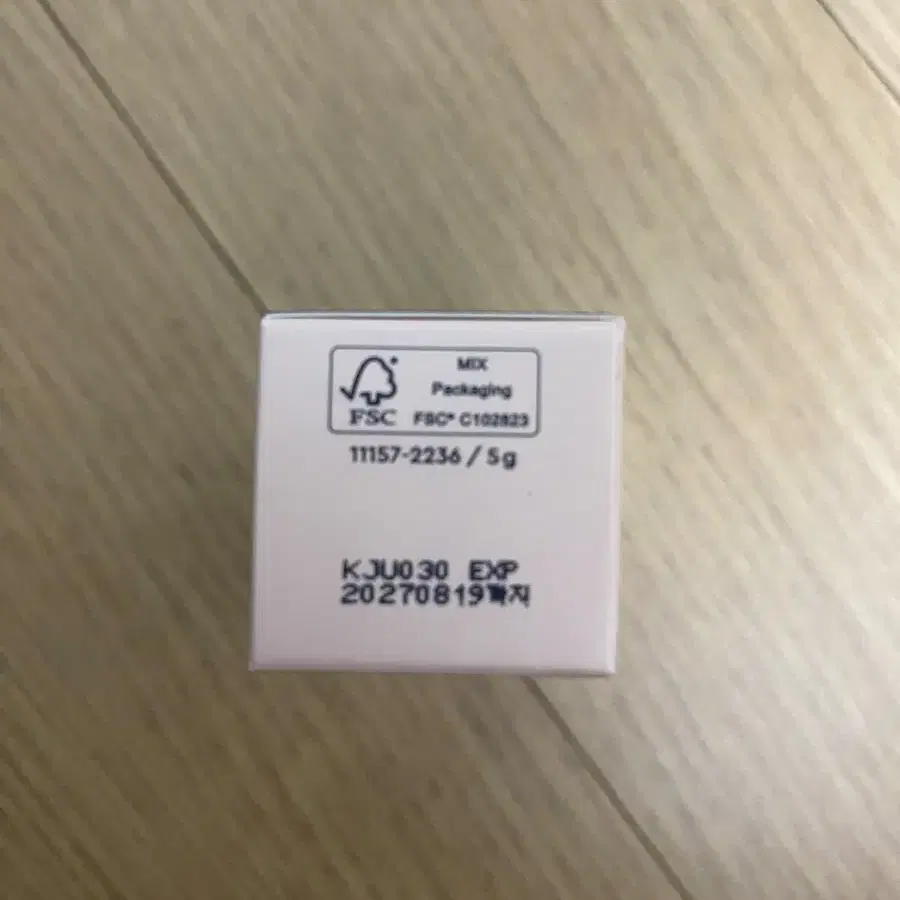 FSC
MIX
Packaging
FSC® C102823
11157-2236 / 5 g
KJU030 EXP
20270819까지